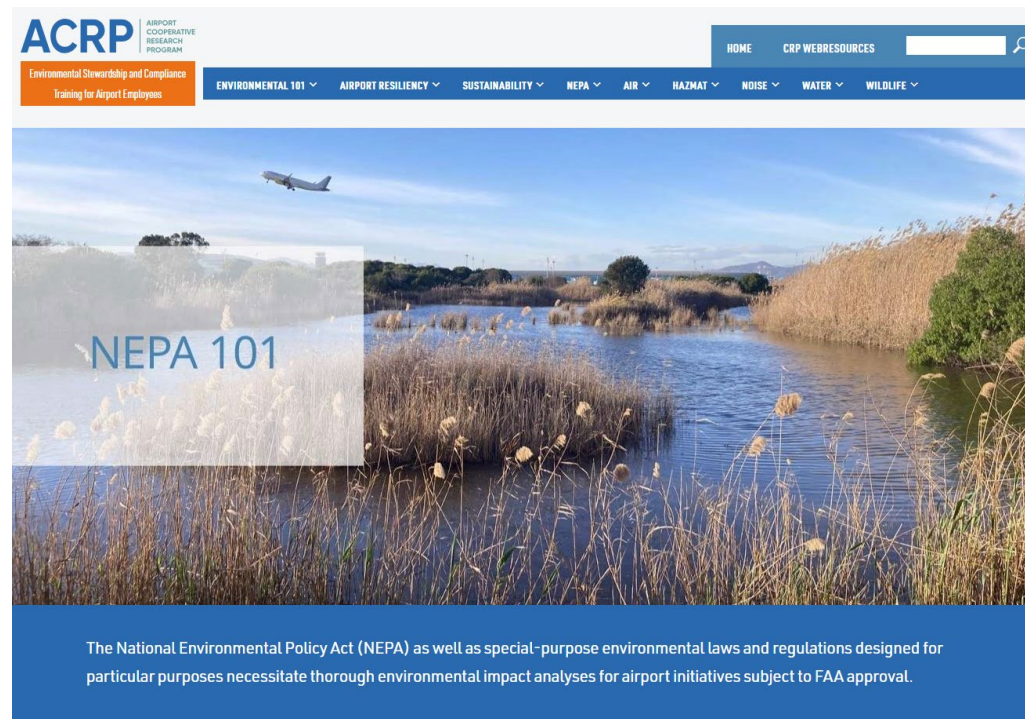 ACRP
AIRPORT
COOPERATIVE
RESEARCH
PROGRAM
Environmental Stewardship and Compliance
Training for Airport Employees
HOME CRP WEBRESOURCES
ENVIRONMENTAL 101 AIRPORT RESILIENCY SUSTAINABILITY NEPA AIR HAZMAT NOISE WATER WILDLIFE
NEPA 101
The National Environmental Policy Act (NEPA) as well as special-purpose environmental laws and regulations designed for
particular purposes necessitate thorough environmental impact analyses for airport initiatives subject to FAA approval.